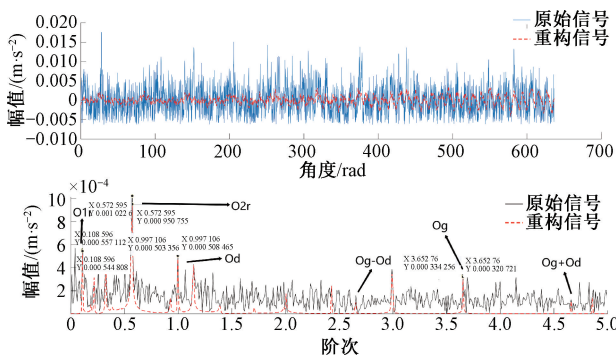 0.020
0.015
0.010
0.005
0
−0.005
−0.010
幅值/(m·s⁻²)
原始信号
重构信号
0 100 200 300 400 500 600 700
角度/rad
×10⁻⁴
10
8
6
4
2
幅值/(m·s⁻²)
原始信号
重构信号
O1r
X 0.572 595
Y 0.001 022 6
X 0.572 595
Y 0.000 950 755
O2r
X 0.108 596
Y 0.000 557 112
X 0.108 596
Y 0.000 544 808
X 0.997 106
Y 0.000 503 356
X 0.997 106
Y 0.000 508 465
Od
Og-Od
Og
X 3.652 76
Y 0.000 334 256
X 3.652 76
Y 0.000 320 721
Og+Od
0 0.5 1.0 1.5 2.0 2.5 3.0 3.5 4.0 4.5 5.0
阶次